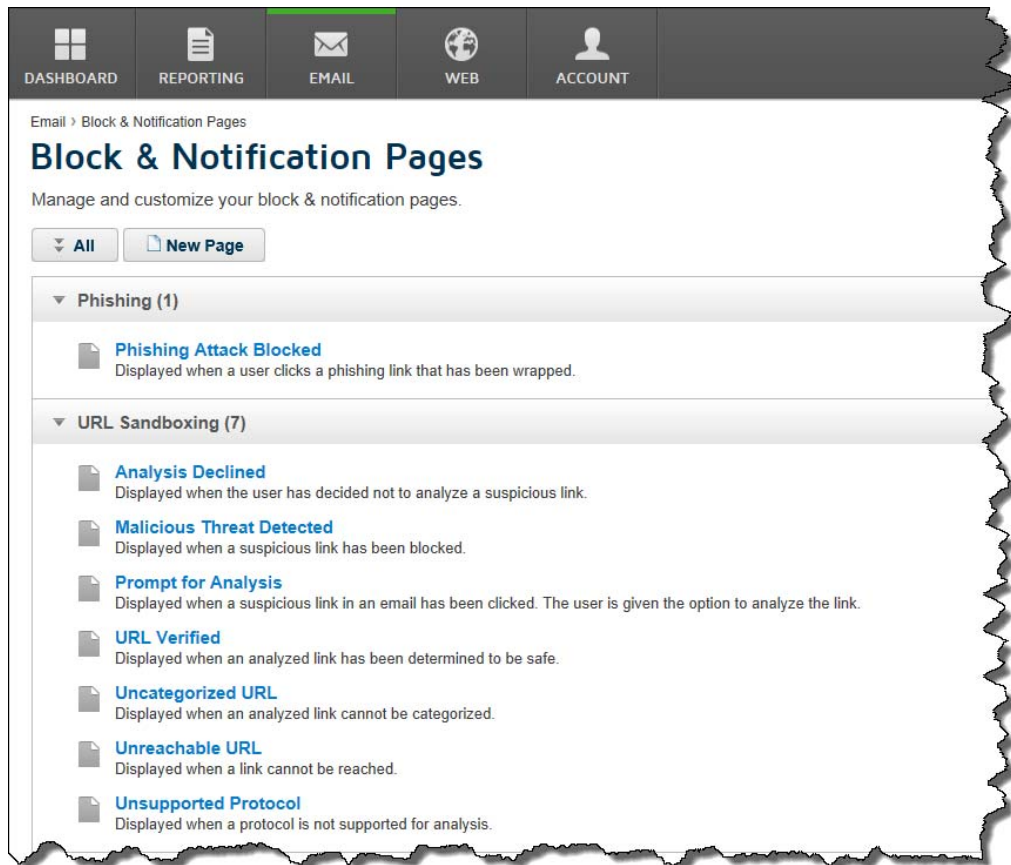 DASHBOARD REPORTING EMAIL WEB ACCOUNT
Email › Block & Notification Pages
Block & Notification Pages
Manage and customize your block & notification pages.
All New Page
Phishing (1)
Phishing Attack Blocked
Displayed when a user clicks a phishing link that has been wrapped.
URL Sandboxing (7)
Analysis Declined
Displayed when the user has decided not to analyze a suspicious link.
Malicious Threat Detected
Displayed when a suspicious link has been blocked.
Prompt for Analysis
Displayed when a suspicious link in an email has been clicked. The user is given the option to analyze the link.
URL Verified
Displayed when an analyzed link has been determined to be safe.
Uncategorized URL
Displayed when an analyzed link cannot be categorized.
Unreachable URL
Displayed when a link cannot be reached.
Unsupported Protocol
Displayed when a protocol is not supported for analysis.